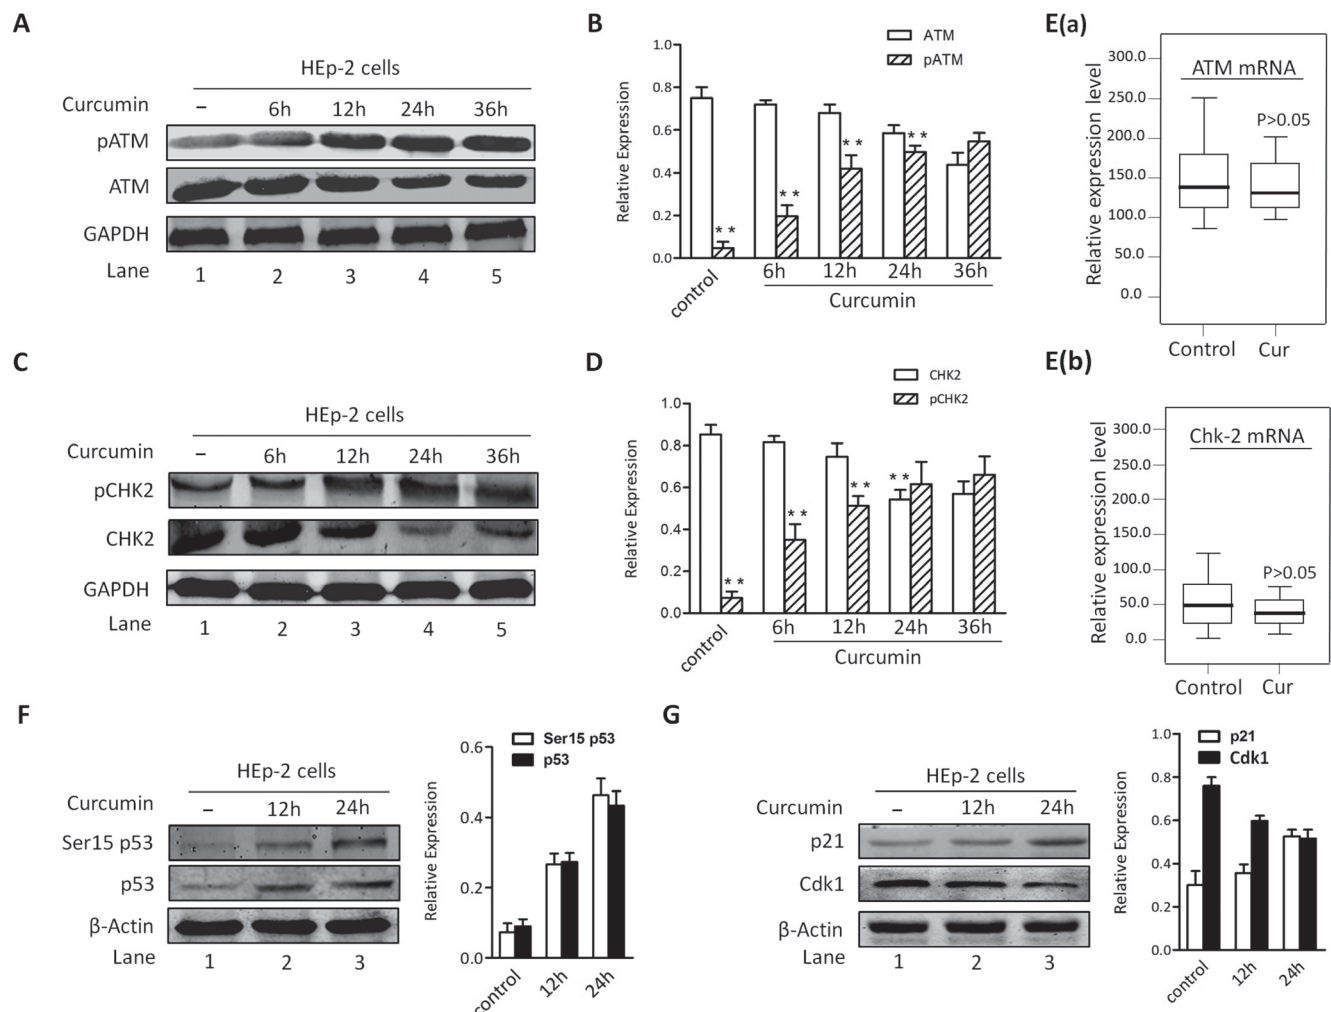 A
HEp-2 cells
Curcumin – 6h 12h 24h 36h
pATM
ATM
GAPDH
Lane 1 2 3 4 5
B
ATM
pATM
Relative Expression
1.0
0.8
0.6
0.4
0.2
0.0
** ** ** **
control 6h 12h 24h 36h
Curcumin
E(a)
ATM mRNA
P>0.05
Relative expression level
300.0
250.0
200.0
150.0
100.0
50.0
0.0
Control Cur
C
HEp-2 cells
Curcumin – 6h 12h 24h 36h
pCHK2
CHK2
GAPDH
Lane 1 2 3 4 5
D
CHK2
pCHK2
Relative Expression
1.0
0.8
0.6
0.4
0.2
0.0
** ** ** **
control 6h 12h 24h 36h
Curcumin
E(b)
Chk-2 mRNA
P>0.05
Relative expression level
300.0
250.0
200.0
150.0
100.0
50.0
0.0
Control Cur
F
HEp-2 cells
Curcumin – 12h 24h
Ser15 p53
p53
β-Actin
Lane 1 2 3
Ser15 p53
p53
Relative Expression
0.6
0.4
0.2
0.0
control 12h 24h
G
HEp-2 cells
Curcumin – 12h 24h
p21
Cdk1
β-Actin
Lane 1 2 3
p21
Cdk1
Relative Expression
1.0
0.8
0.6
0.4
0.2
0.0
control 12h 24h